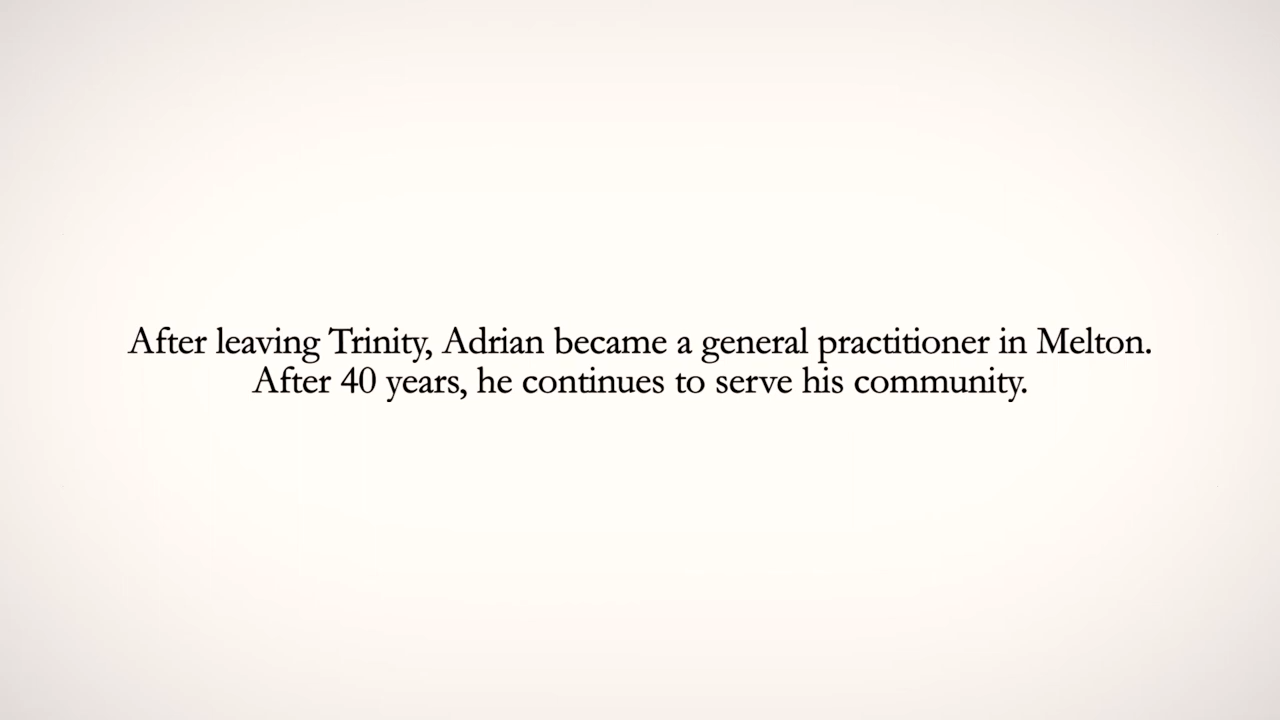 After leaving Trinity, Adrian became a general practitioner in Melton.
After 40 years, he continues to serve his community.